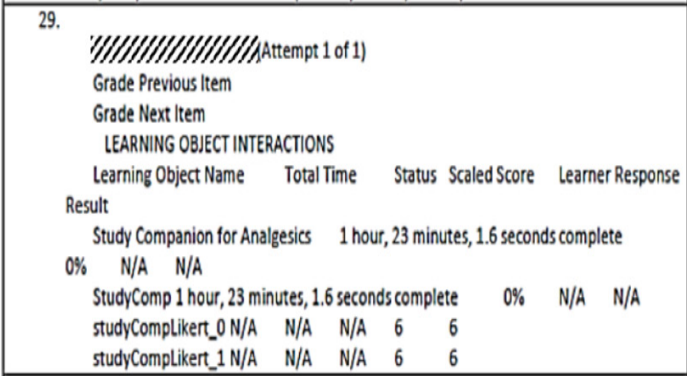 29.
(Attempt 1 of 1)
Grade Previous Item
Grade Next Item
LEARNING OBJECT INTERACTIONS
Learning Object Name Total Time Status Scaled Score Learner Response
Result
Study Companion for Analgesics 1 hour, 23 minutes, 1.6 seconds complete
0% N/A N/A
StudyComp 1 hour, 23 minutes, 1.6 seconds complete 0% N/A N/A
studyCompLikert_0 N/A N/A N/A 6 6
studyCompLikert_1 N/A N/A N/A 6 6